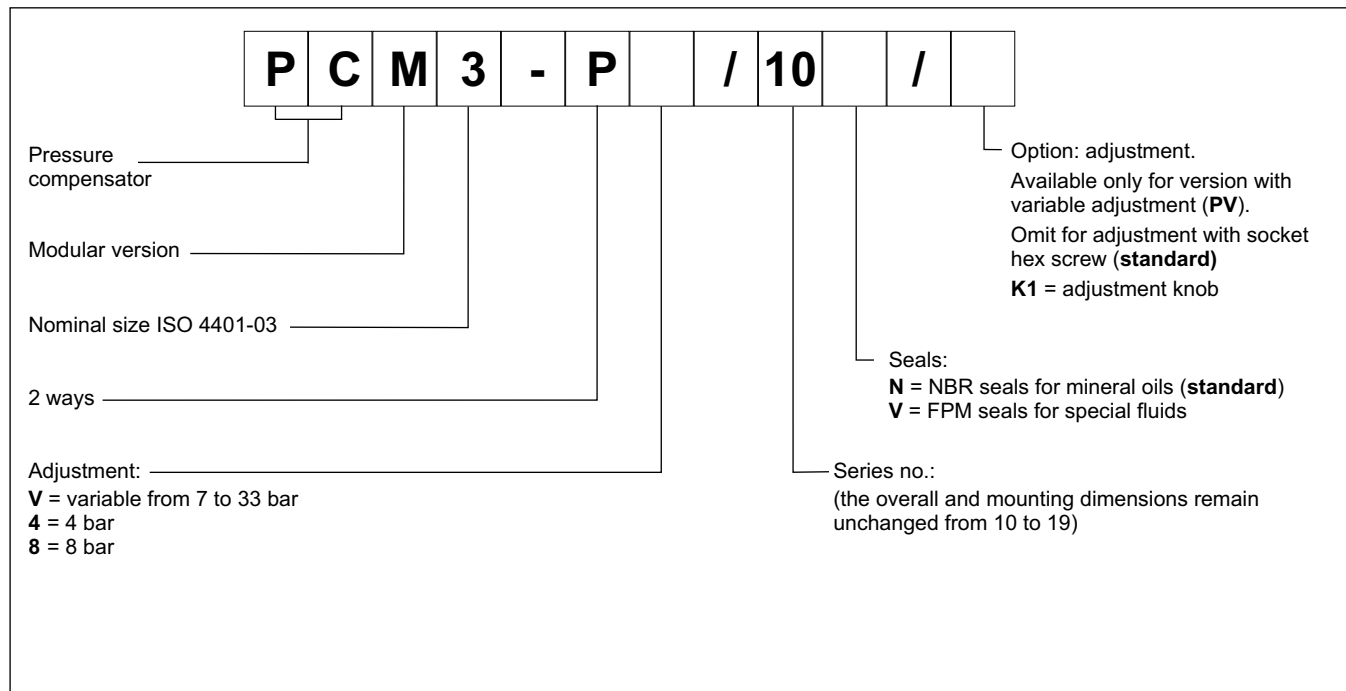 P C M 3 - P / 10 /
Pressure
compensator
Modular version
Nominal size ISO 4401-03
2 ways
Adjustment:
V = variable from 7 to 33 bar
4 = 4 bar
8 = 8 bar
Option: adjustment.
Available only for version with
variable adjustment (PV).
Omit for adjustment with socket
hex screw (standard)
K1 = adjustment knob
Seals:
N = NBR seals for mineral oils (standard)
V = FPM seals for special fluids
Series no.:
(the overall and mounting dimensions remain
unchanged from 10 to 19)